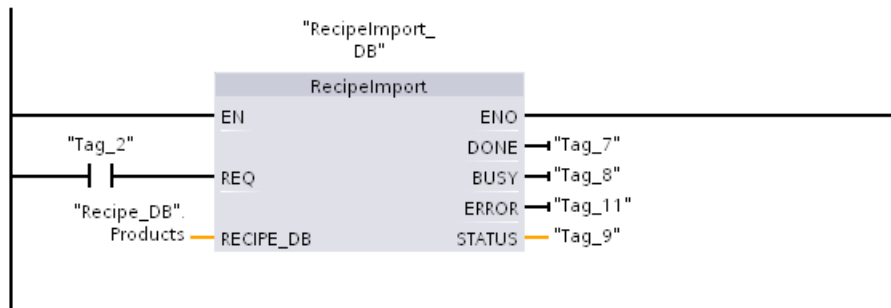 "RecipeImport_
DB"
RecipeImport
EN
ENO
"Tag_2"
DONE
"Tag_7"
REQ
BUSY
"Tag_8"
"Recipe_DB".
ERROR
"Tag_11"
Products
RECIPE_DB
STATUS
"Tag_9"